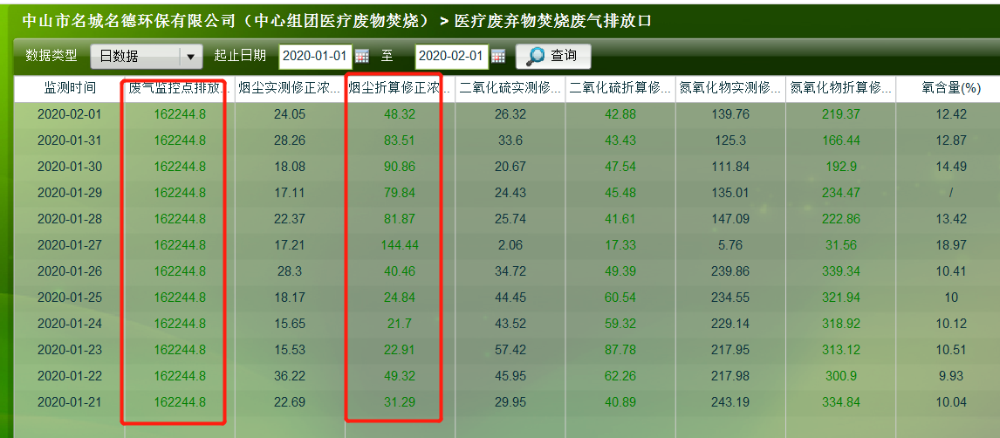 中山市名城名德环保有限公司（中心组团医疗废物焚烧） > 医疗废弃物焚烧废气排放口
数据类型 日数据 起止日期 2020-01-01 至 2020-02-01 查询
监测时间 废气监控点排放... 烟尘实测修正浓... 烟尘折算修正浓... 二氧化硫实测修... 二氧化硫折算修... 氮氧化物实测修... 氮氧化物折算修... 氧含量(%)
2020-02-01 162244.8 24.05 48.32 26.32 42.88 139.76 219.37 12.42
2020-01-31 162244.8 28.26 83.51 33.6 43.43 125.3 166.44 12.87
2020-01-30 162244.8 18.08 90.86 20.67 47.54 111.84 192.9 14.49
2020-01-29 162244.8 17.11 79.84 24.43 45.48 135.01 234.47 /
2020-01-28 162244.8 22.37 81.87 25.74 41.61 147.09 222.86 13.42
2020-01-27 162244.8 17.21 144.44 2.06 17.33 5.76 31.56 18.97
2020-01-26 162244.8 28.3 40.46 34.72 49.39 239.86 339.34 10.41
2020-01-25 162244.8 18.17 24.84 44.45 60.54 234.55 321.94 10
2020-01-24 162244.8 15.65 21.7 43.52 59.32 229.14 318.92 10.12
2020-01-23 162244.8 15.53 22.91 57.42 87.78 217.95 313.12 10.51
2020-01-22 162244.8 36.22 49.32 45.95 62.26 217.98 300.9 9.93
2020-01-21 162244.8 22.69 31.29 29.95 40.89 243.19 334.84 10.04